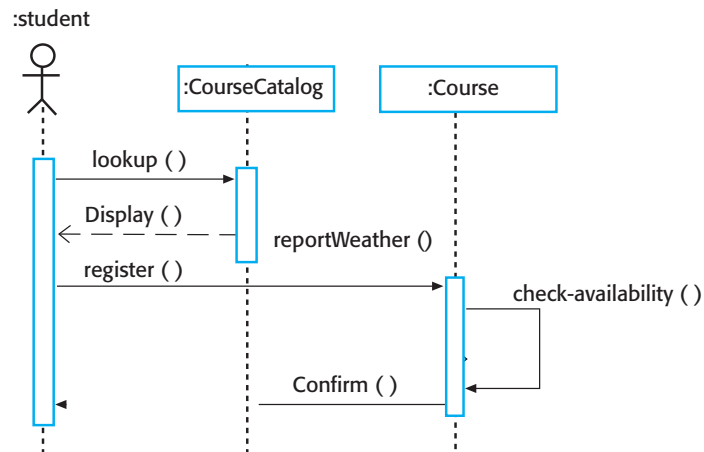 :student
:CourseCatalog
:Course
lookup ( )
Display ( )
reportWeather ()
register ( )
check-availability ( )
Confirm ( )